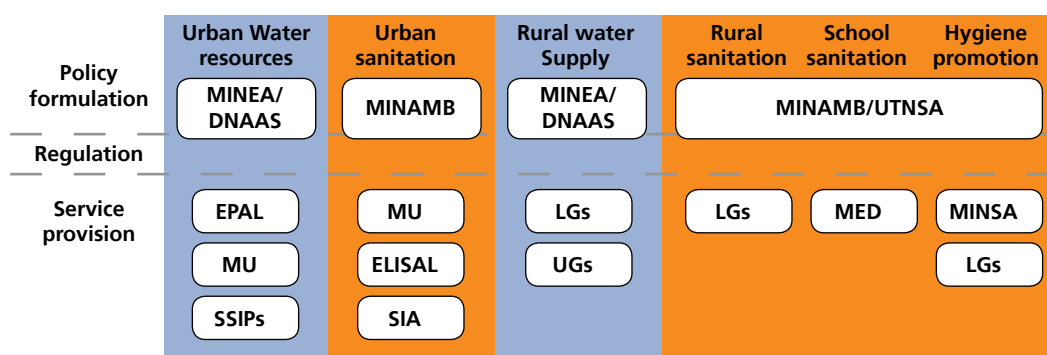 Urban Water
resources
Urban
sanitation
Rural water
Supply
Rural
sanitation
School
sanitation
Hygiene
promotion
Policy
formulation
MINEA/
DNAAS
MINAMB
MINEA/
DNAAS
MINAMB/UTNSA
Regulation
Service
provision
EPAL
MU
LGs
LGs
MED
MINSA
MU
ELISAL
UGs
LGs
SSIPs
SIA